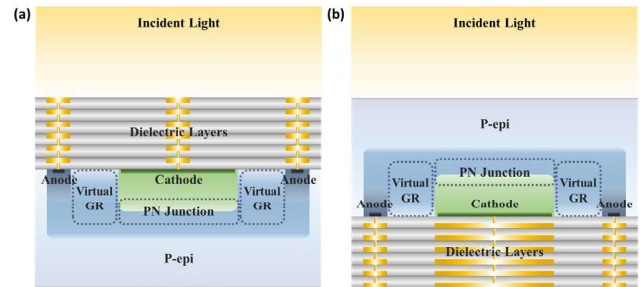 (a)
Incident Light
Dielectric Layers
Anode
Cathode
Anode
Virtual
GR
PN Junction
Virtual
GR
P-epi
(b)
Incident Light
P-epi
PN Junction
Virtual
GR
Virtual
GR
Anode
Cathode
Anode
Dielectric Layers